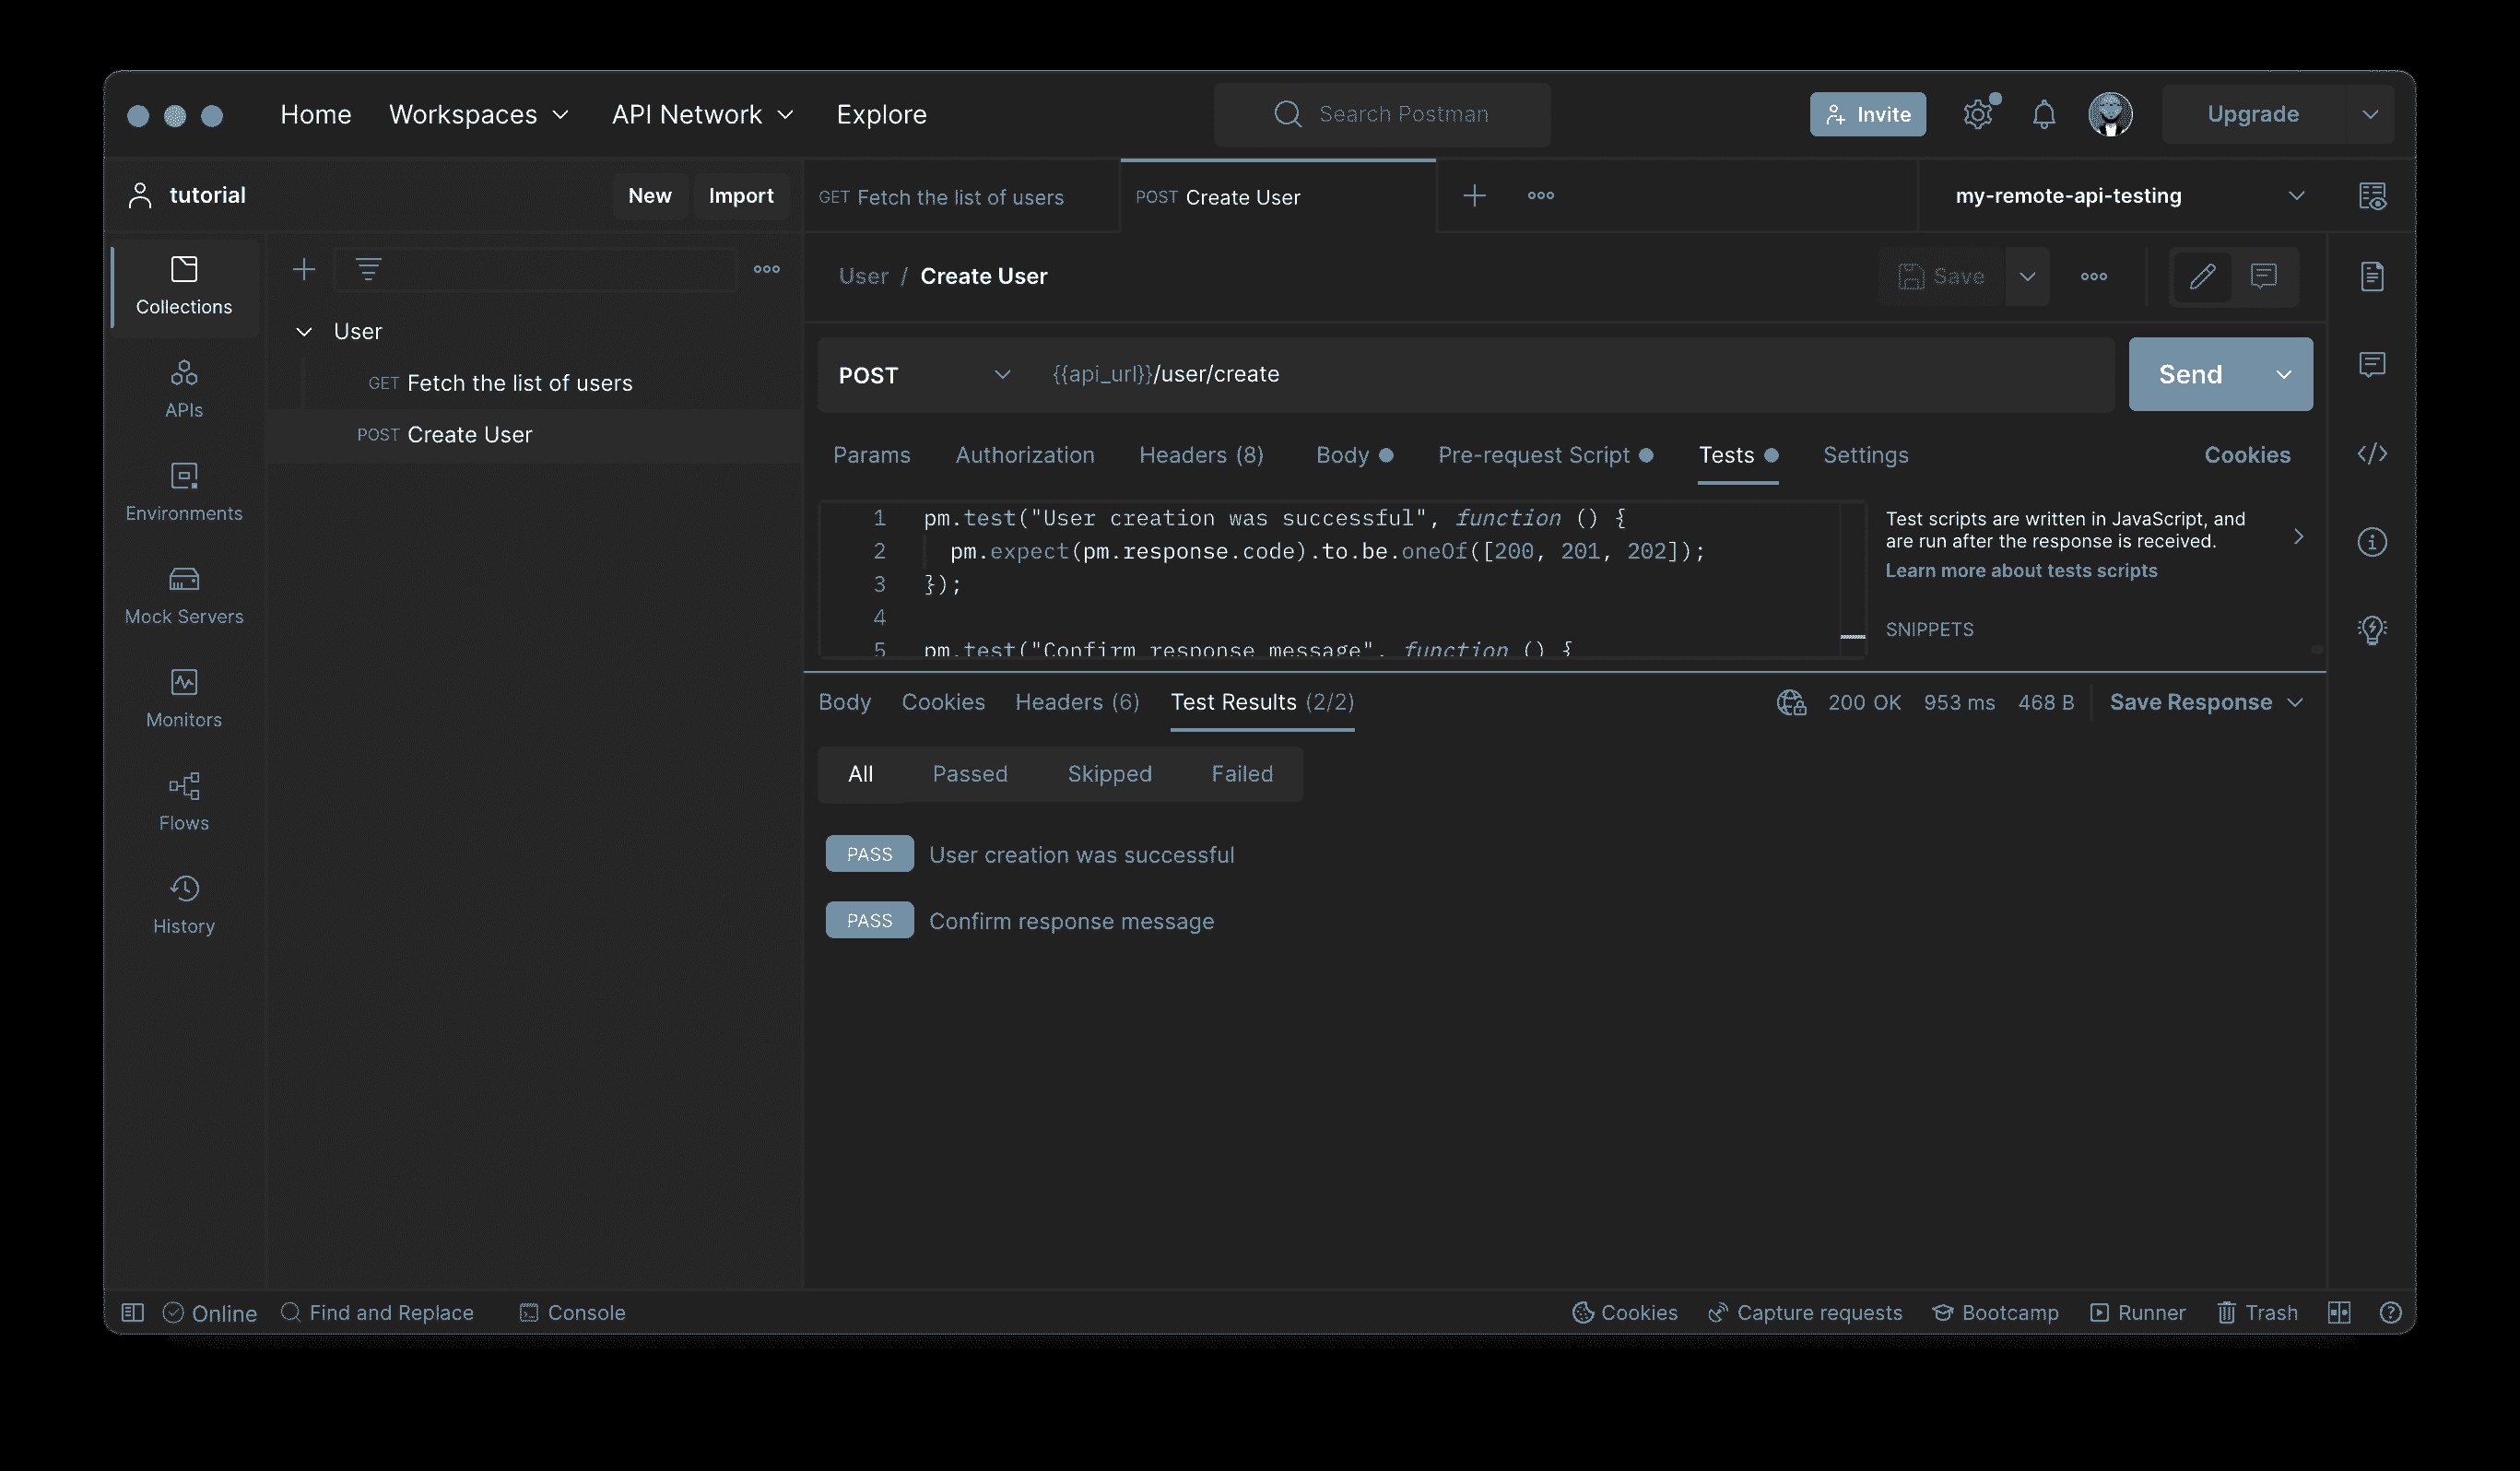 Home Workspaces API Network Explore Search Postman Invite Upgrade
tutorial New Import GET Fetch the list of users POST Create User ooo my-remote-api-testing
Collections
APIs
Environments
Mock Servers
Monitors
Flows
History
User
GET Fetch the list of users
POST Create User
User / Create User Save
POST {{api_url}}/user/create Send
Params Authorization Headers (8) Body Pre-request Script Tests Settings Cookies
1 pm.test("User creation was successful", function () {
2 pm.expect(pm.response.code).to.be.oneOf([200, 201, 202]);
3 });
4
5 pm.test("Confirm response message", function () {
Test scripts are written in JavaScript, and
are run after the response is received.
Learn more about tests scripts
SNIPPETS
Body Cookies Headers (6) Test Results (2/2) 200 OK 953 ms 468 B Save Response
All Passed Skipped Failed
PASS User creation was successful
PASS Confirm response message
Online Find and Replace Console Cookies Capture requests Bootcamp Runner Trash